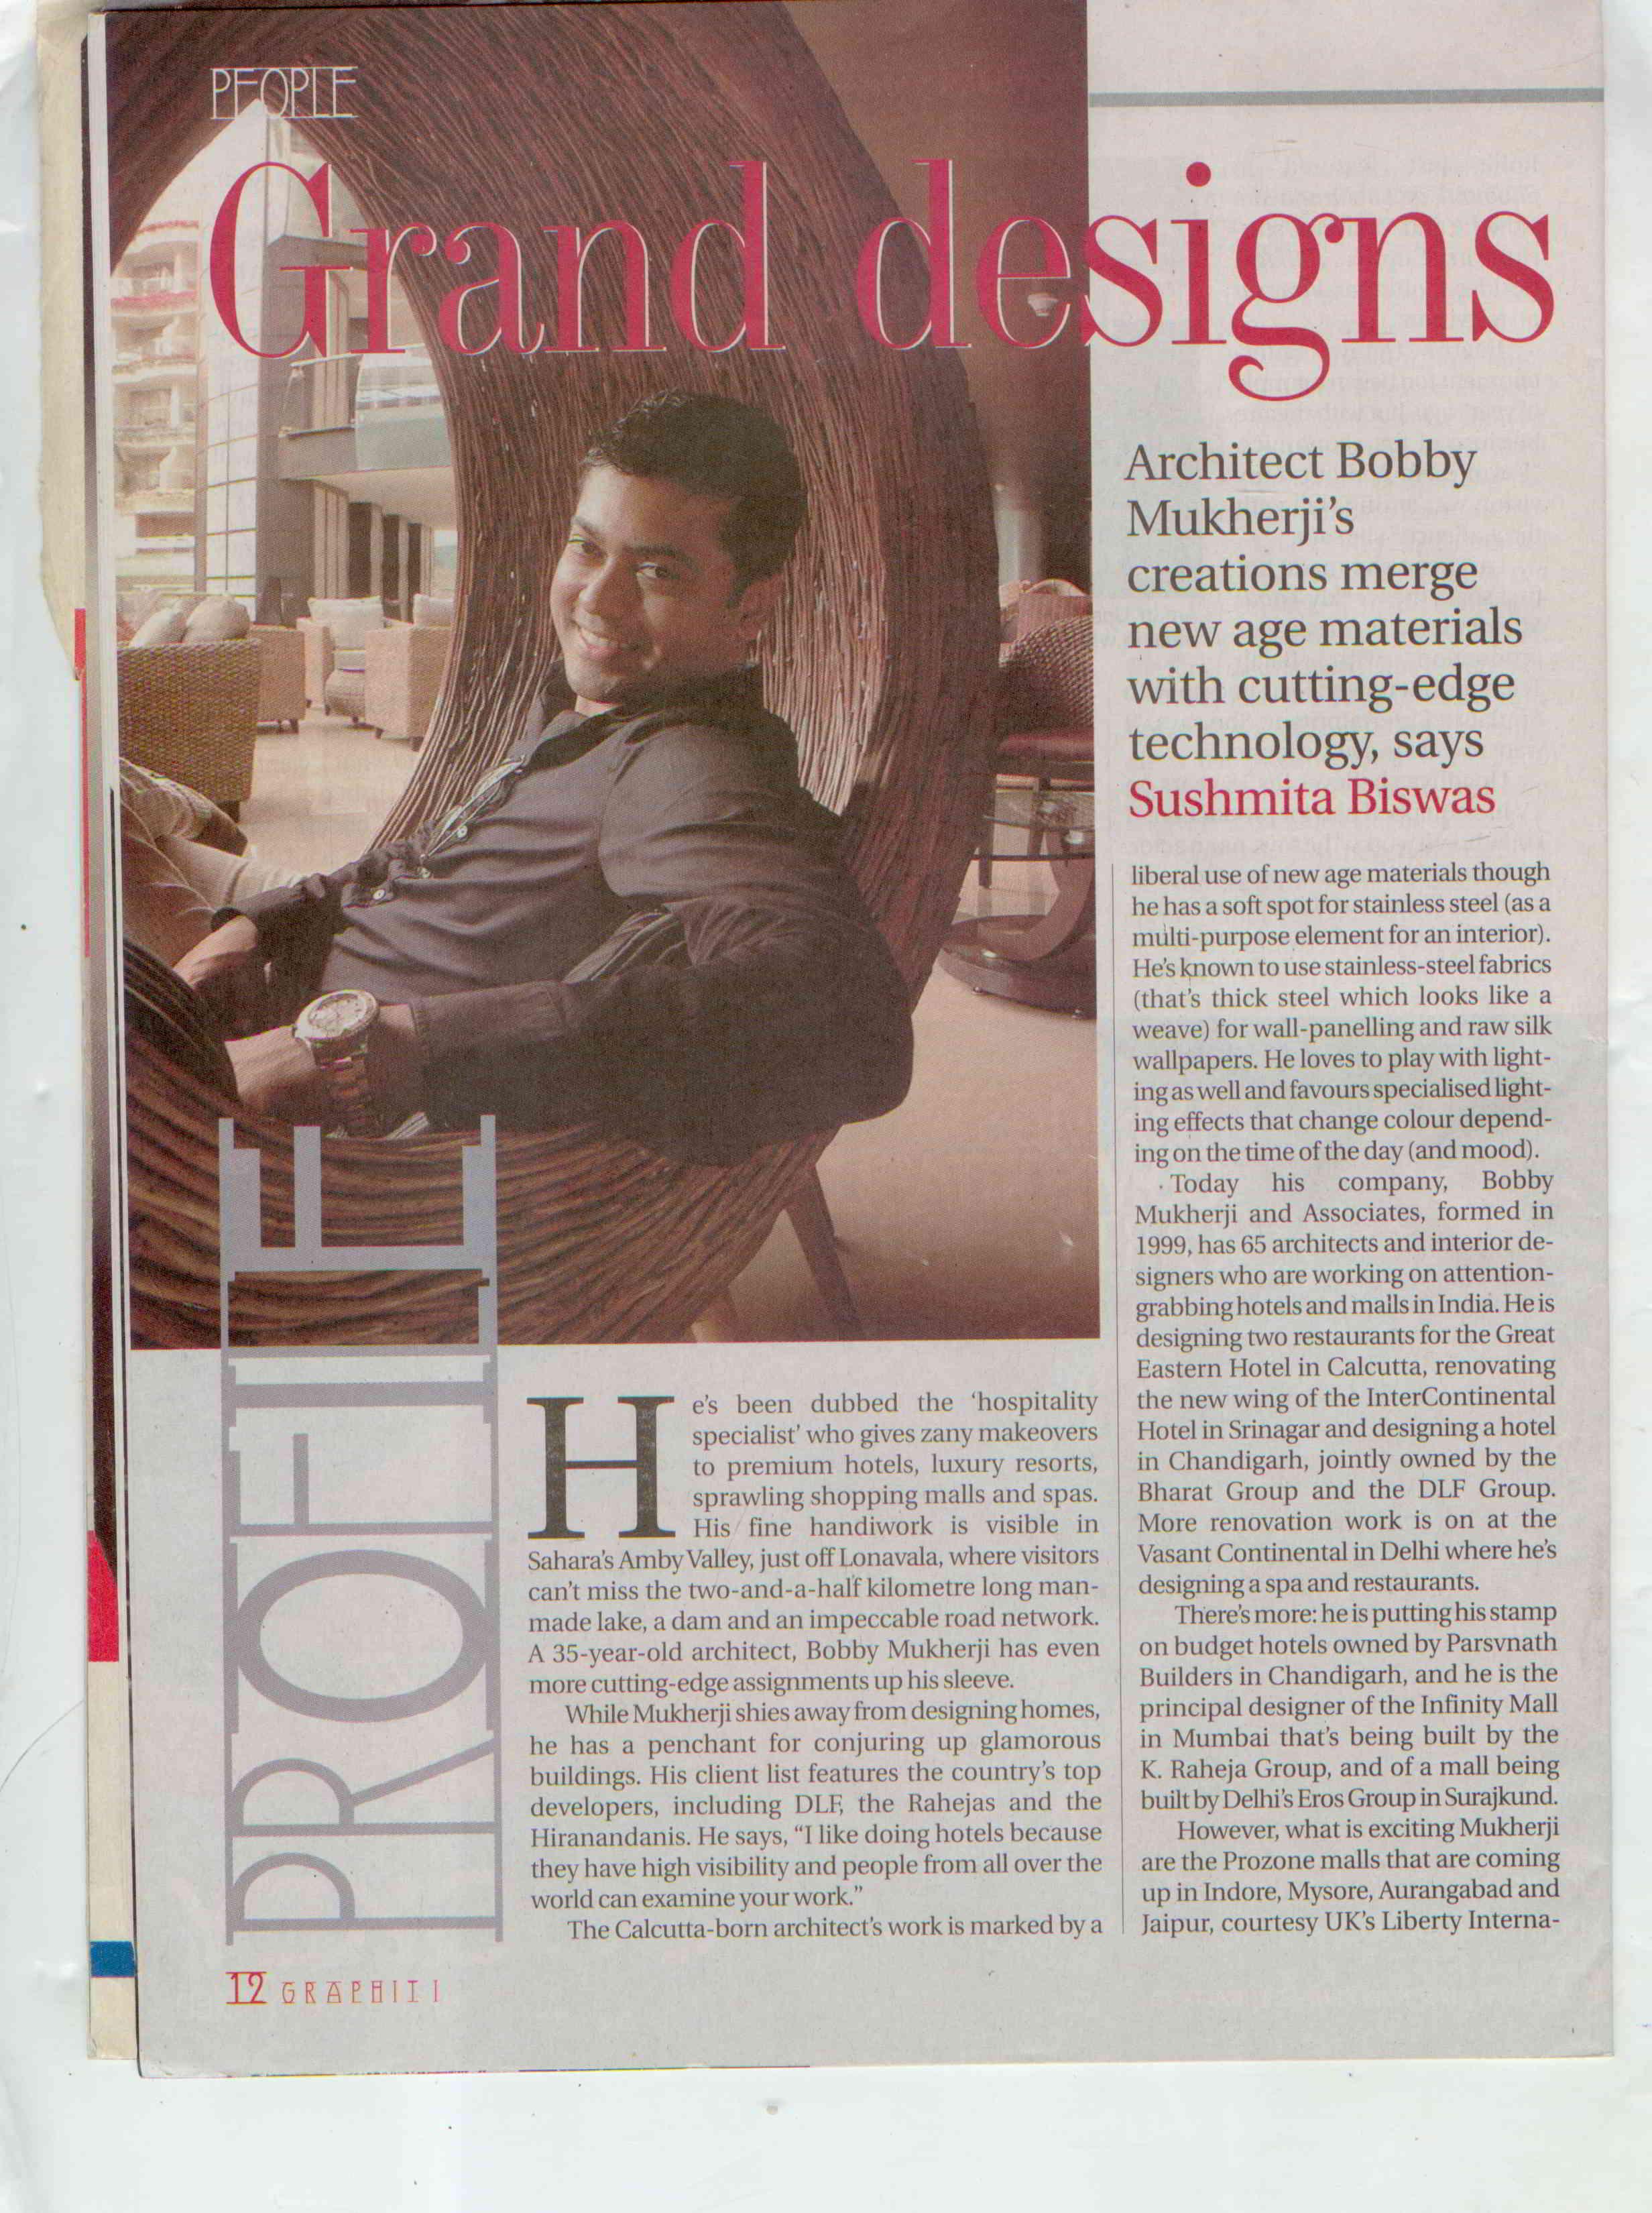 PEOPLE
Grand designs
Architect Bobby
Mukherji's
creations merge
new age materials
with cutting-edge
technology, says
Sushmita Biswas
PROFILE
He's been dubbed the 'hospitality
specialist' who gives zany makeovers
to premium hotels, luxury resorts,
sprawling shopping malls and spas.
His fine handiwork is visible in
Sahara's Amby Valley, just off Lonavala, where visitors
can't miss the two-and-a-half kilometre long man-
made lake, a dam and an impeccable road network.
A 35-year-old architect, Bobby Mukherji has even
more cutting-edge assignments up his sleeve.
While Mukherji shies away from designing homes,
he has a penchant for conjuring up glamorous
buildings. His client list features the country's top
developers, including DLF, the Rahejas and the
Hiranandanis. He says, “I like doing hotels because
they have high visibility and people from all over the
world can examine your work.”
The Calcutta-born architect's work is marked by a
liberal use of new age materials though
he has a soft spot for stainless steel (as a
multi-purpose element for an interior).
He's known to use stainless-steel fabrics
(that's thick steel which looks like a
weave) for wall-panelling and raw silk
wallpapers. He loves to play with light-
ing as well and favours specialised light-
ing effects that change colour depend-
ing on the time of the day (and mood).
Today his company, Bobby
Mukherji and Associates, formed in
1999, has 65 architects and interior de-
signers who are working on attention-
grabbing hotels and malls in India. He is
designing two restaurants for the Great
Eastern Hotel in Calcutta, renovating
the new wing of the InterContinental
Hotel in Srinagar and designing a hotel
in Chandigarh, jointly owned by the
Bharat Group and the DLF Group.
More renovation work is on at the
Vasant Continental in Delhi where he's
designing a spa and restaurants.
There's more: he is putting his stamp
on budget hotels owned by Parsvnath
Builders in Chandigarh, and he is the
principal designer of the Infinity Mall
in Mumbai that's being built by the
K. Raheja Group, and of a mall being
built by Delhi's Eros Group in Surajkund.
However, what is exciting Mukherji
are the Prozone malls that are coming
up in Indore, Mysore, Aurangabad and
Jaipur, courtesy UK's Liberty Interna-
12 GRAPHITI